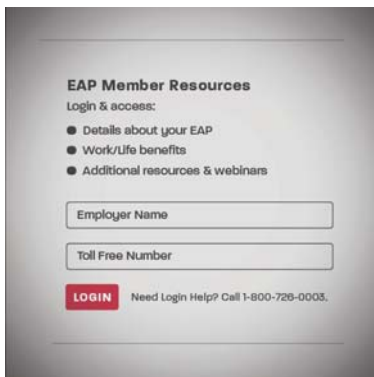 EAP Member Resources
Login & access:
Details about your EAP
Work/Life benefits
Additional resources & webinars
Employer Name
Toll Free Number
LOGIN Need Login Help? Call 1-800-726-0003.